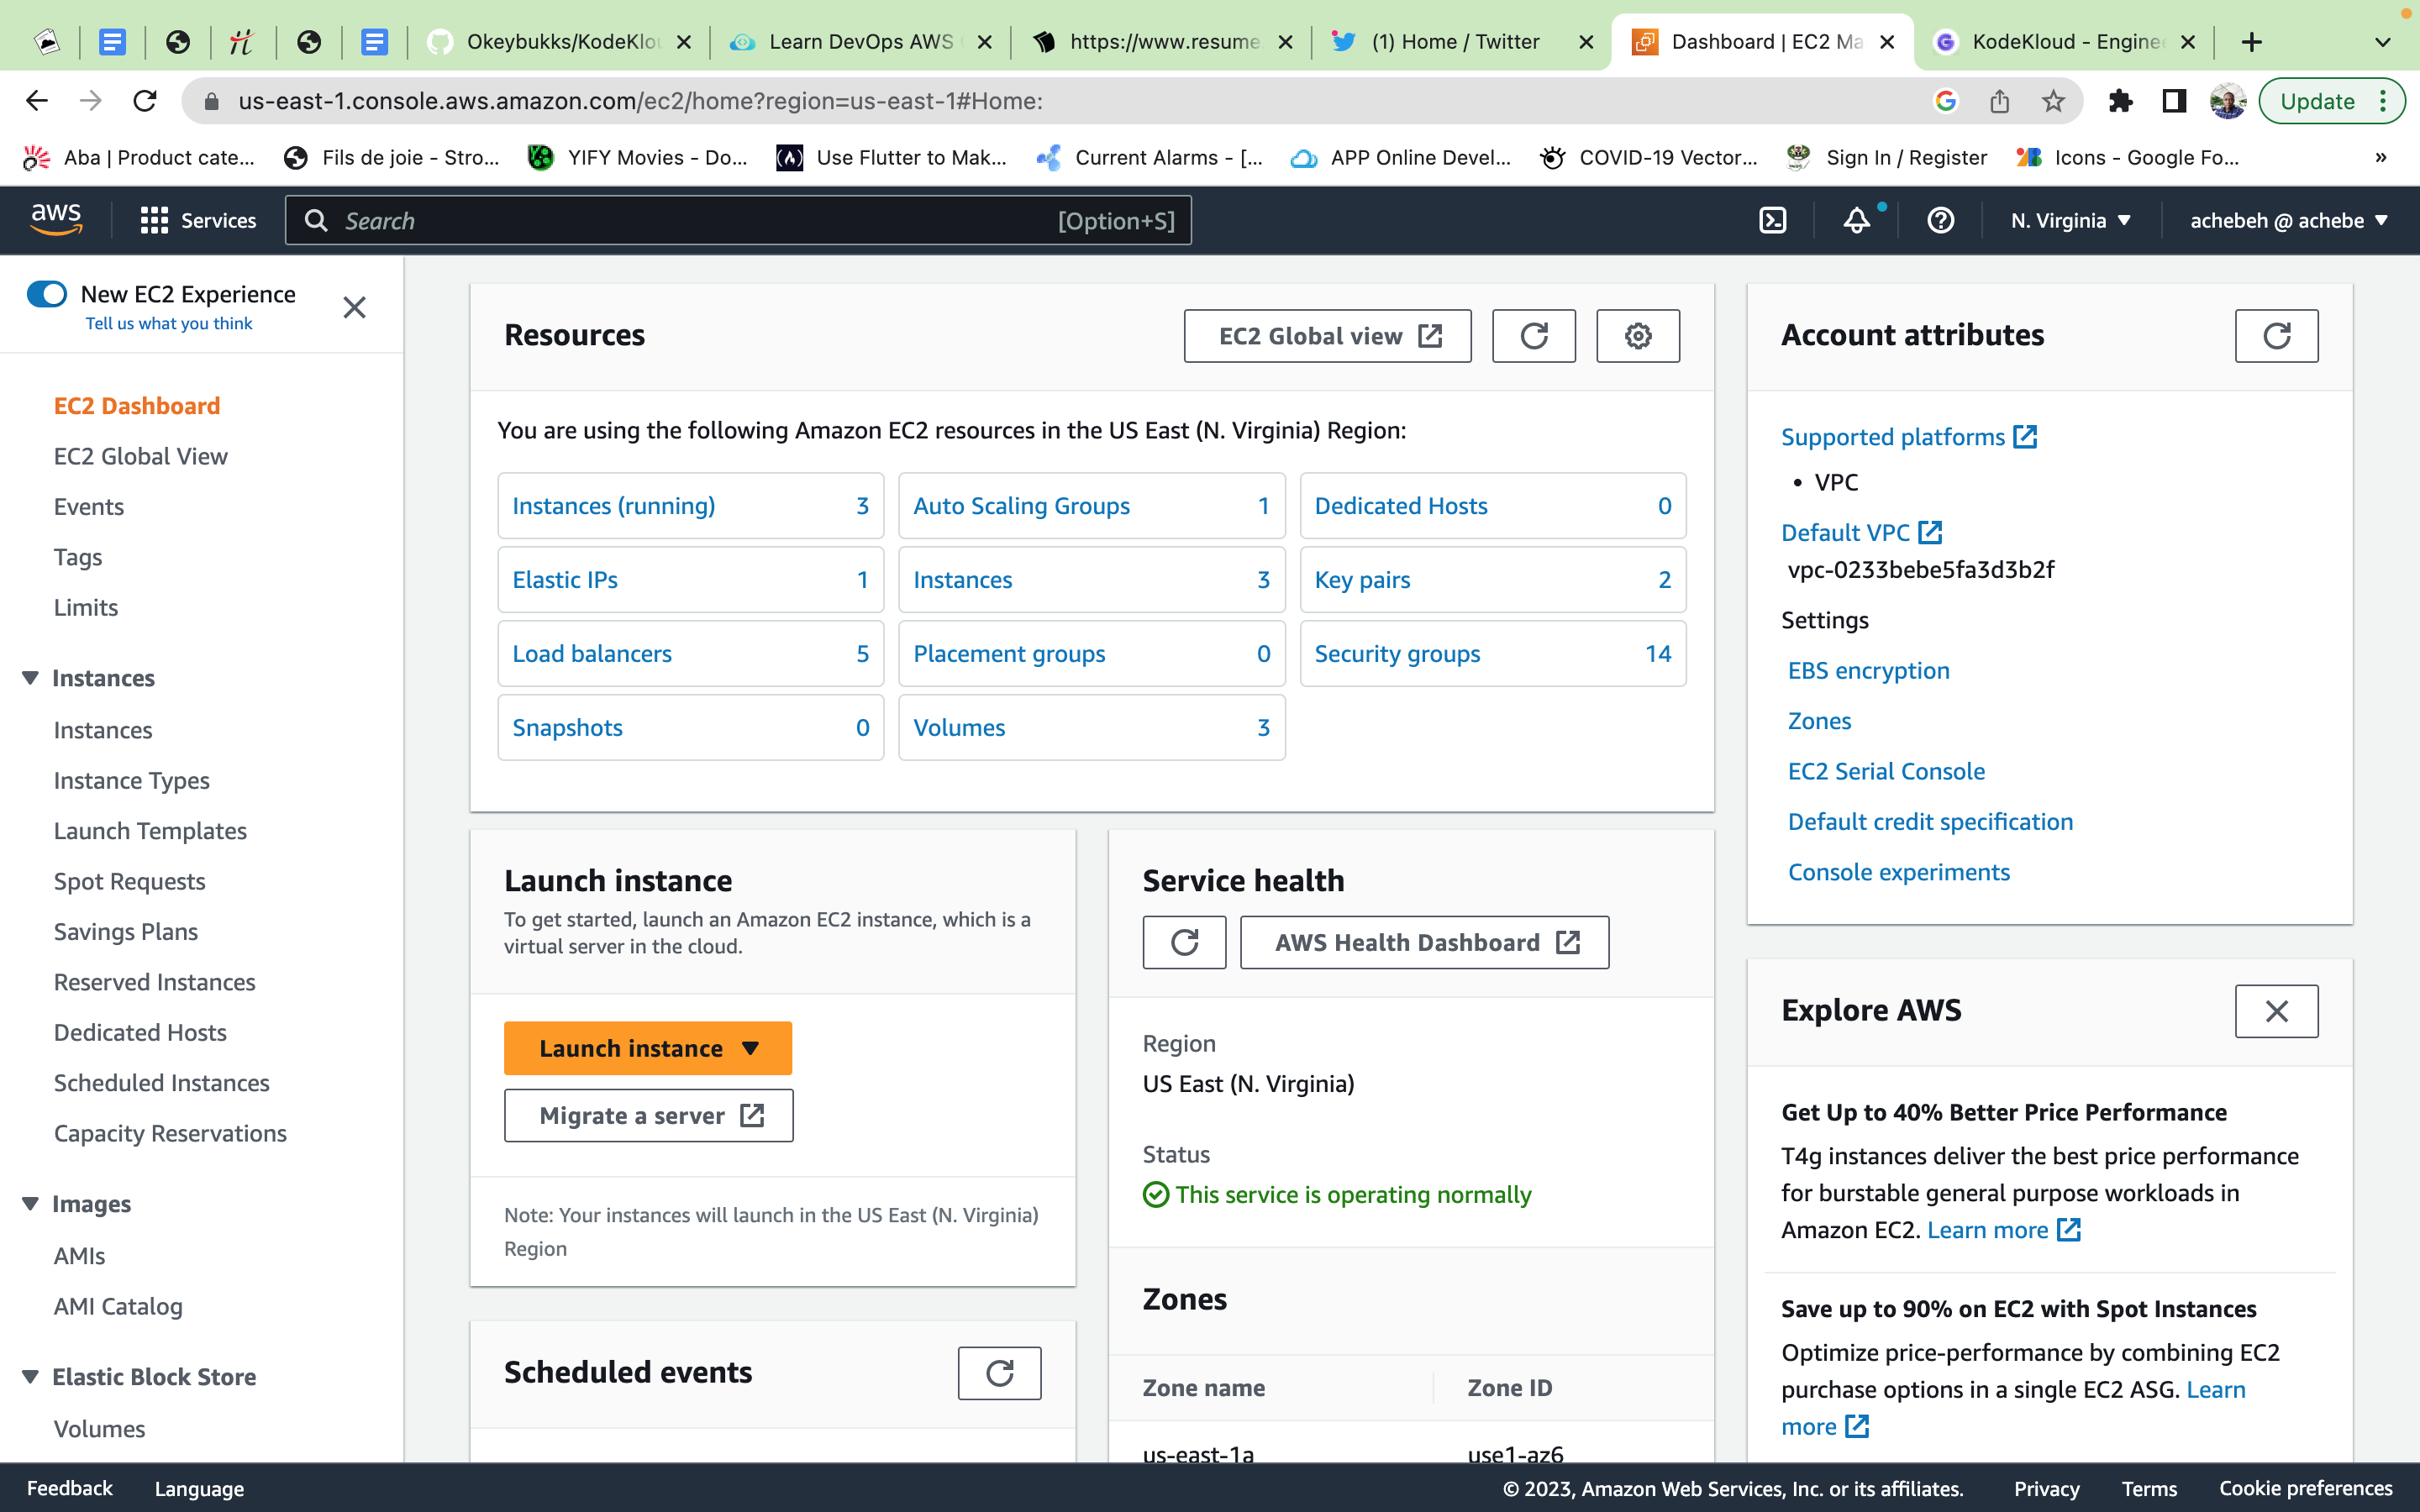 Okeybukks/KodeKlo
Learn DevOps AWS
https://www.resume
(1) Home / Twitter
Dashboard | EC2 Ma
KodeKloud - Enginee
us-east-1.console.aws.amazon.com/ec2/home?region=us-east-1#Home:
Update
Aba | Product cate...
Fils de joie - Stro...
YIFY Movies - Do...
Use Flutter to Mak...
Current Alarms - [...
APP Online Devel...
COVID-19 Vector...
Sign In / Register
Icons - Google Fo...
»
aws
Services
Search
[Option+S]
N. Virginia
achebeh @ achebe
New EC2 Experience
Tell us what you think
EC2 Dashboard
EC2 Global View
Events
Tags
Limits
Instances
Instances
Instance Types
Launch Templates
Spot Requests
Savings Plans
Reserved Instances
Dedicated Hosts
Scheduled Instances
Capacity Reservations
Images
AMIs
AMI Catalog
Elastic Block Store
Volumes
Resources
EC2 Global view
You are using the following Amazon EC2 resources in the US East (N. Virginia) Region:
Instances (running) 3
Auto Scaling Groups 1
Dedicated Hosts 0
Elastic IPs 1
Instances 3
Key pairs 2
Load balancers 5
Placement groups 0
Security groups 14
Snapshots 0
Volumes 3
Launch instance
To get started, launch an Amazon EC2 instance, which is a
virtual server in the cloud.
Launch instance
Migrate a server
Note: Your instances will launch in the US East (N. Virginia)
Region
Scheduled events
Service health
AWS Health Dashboard
Region
US East (N. Virginia)
Status
This service is operating normally
Zones
Zone name
Zone ID
us-east-1a
use1-az6
Account attributes
Supported platforms
• VPC
Default VPC
vpc-0233bebe5fa3d3b2f
Settings
EBS encryption
Zones
EC2 Serial Console
Default credit specification
Console experiments
Explore AWS
Get Up to 40% Better Price Performance
T4g instances deliver the best price performance
for burstable general purpose workloads in
Amazon EC2. Learn more
Save up to 90% on EC2 with Spot Instances
Optimize price-performance by combining EC2
purchase options in a single EC2 ASG. Learn
more
Feedback
Language
© 2023, Amazon Web Services, Inc. or its affiliates.
Privacy
Terms
Cookie preferences